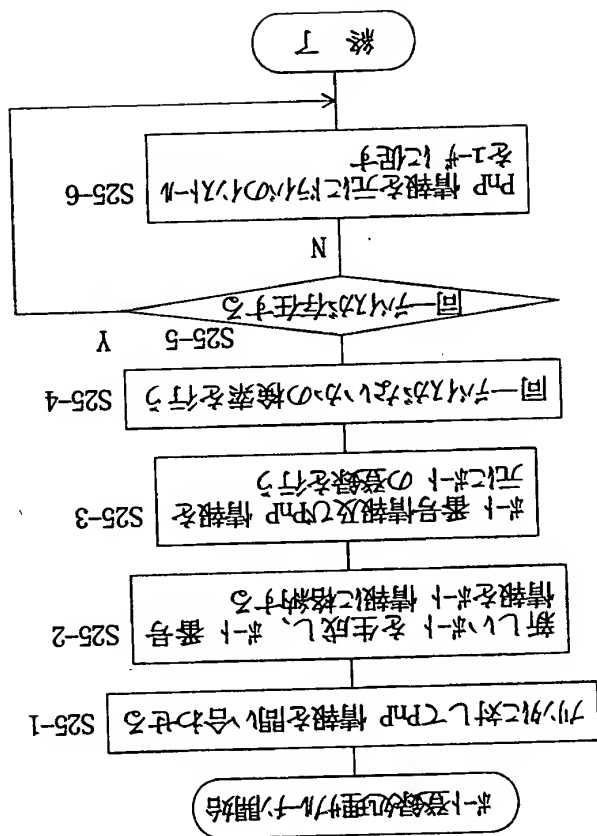 ポート登録処理サブルーチン開始
プリンタに対してPnP 情報を問い合わせる
S25-1
新しいポートを生成し、ポート番号
情報をポート情報に格納する
S25-2
ポート番号情報及びPnP 情報を
元にポートの登録を行う
S25-3
同一デバイスがないかの検索を行う
S25-4
同一デバイスが存在する
S25-5
Y
N
PnP 情報を元にドライバのインストール
をユーザに促す
S25-6
終 了